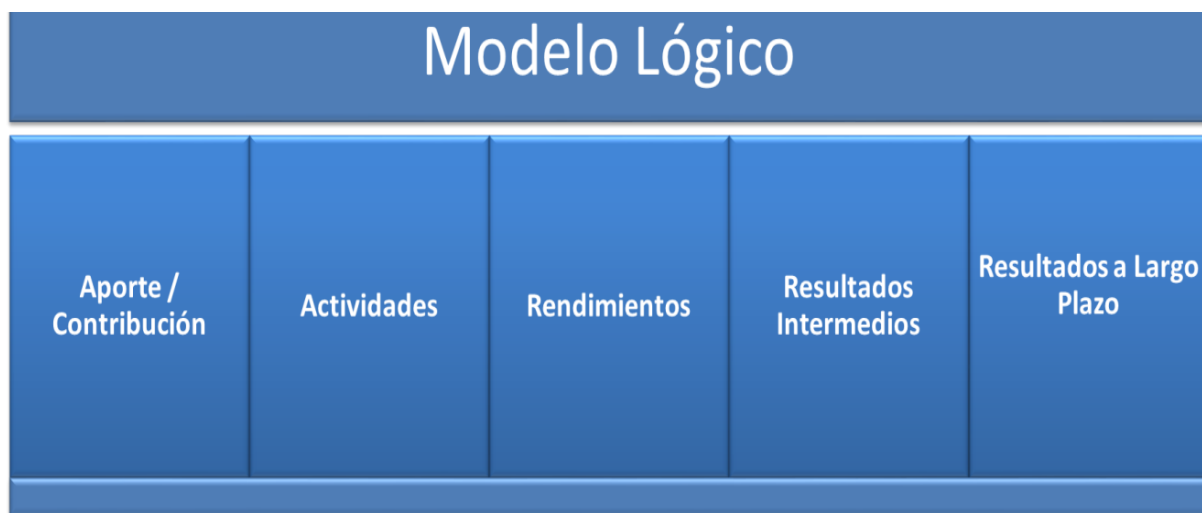 Modelo Lógico
Aporte /
Contribución
Actividades
Rendimientos
Resultados
Intermedios
Resultados a Largo
Plazo